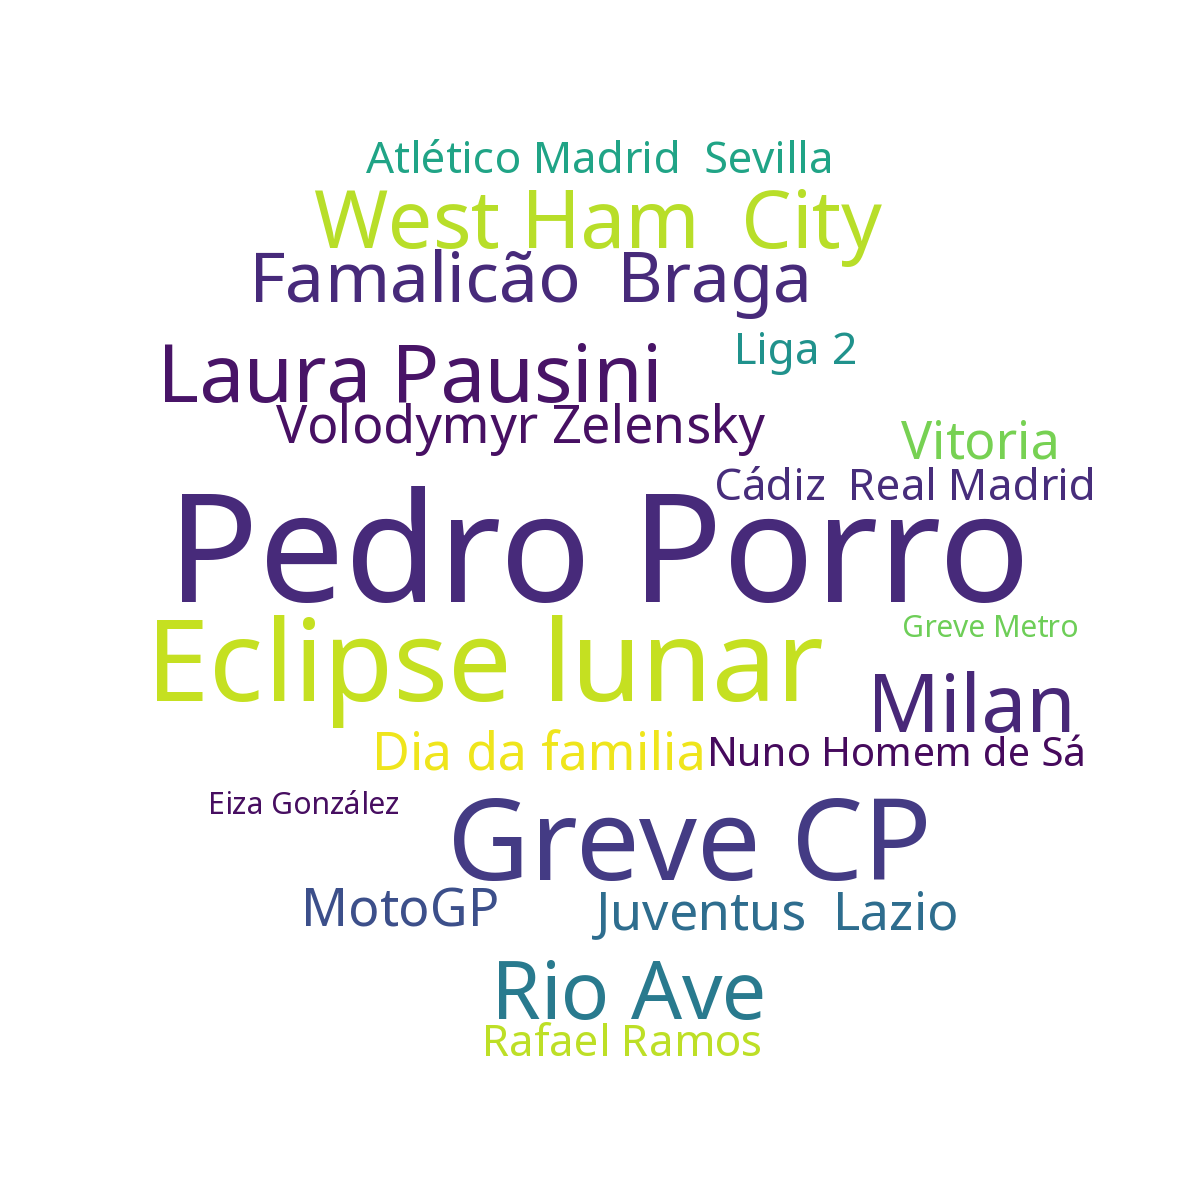 Atlético Madrid Sevilla
West Ham City
Famalicão Braga
Liga 2
Laura Pausini
Volodymyr Zelensky
Vitoria
Cádiz Real Madrid
Pedro Porro
Greve Metro
Eclipse lunar
Milan
Dia da familia
Nuno Homem de Sá
Eiza González
Greve CP
MotoGP
Juventus Lazio
Rio Ave
Rafael Ramos